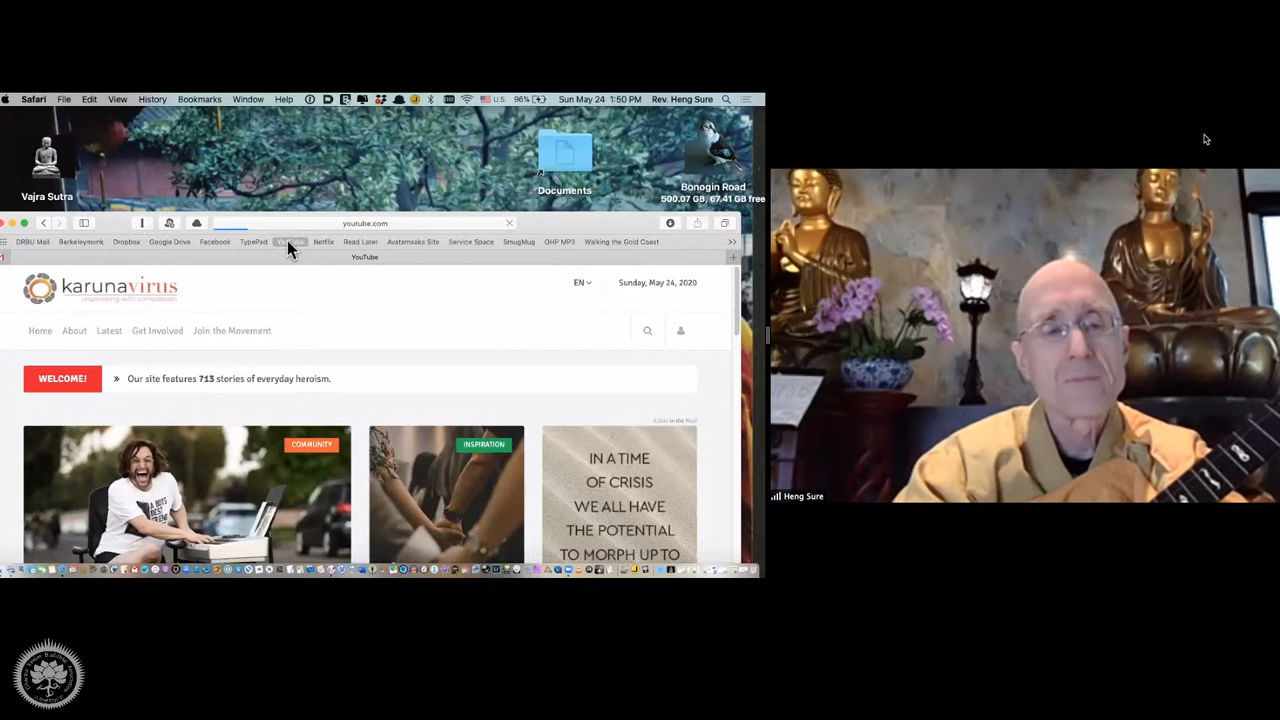 Safari File Edit View History Bookmarks Window Help U.S. 96% Sun May 24 1:50 PM Rev. Heng Sure
Vajra Sutra
Documents
Bonogin Road
500.07 GB, 67.41 GB free
youtube.com
DRBU Mail Berkeleymonk Dropbox Google Drive Facebook TypePad YouTube Netflix Read Later Avatamsaka Site Service Space SmugMug OHP MP3 Walking the Gold Coast
YouTube
karunavirus
responding with compassion
EN
Sunday, May 24, 2020
Home About Latest Get Involved Join the Movement
WELCOME! Our site features 713 stories of everyday heroism.
COMMUNITY
INSPIRATION
IN A TIME
OF CRISIS
WE ALL HAVE
THE POTENTIAL
TO MORPH UP TO
Heng Sure